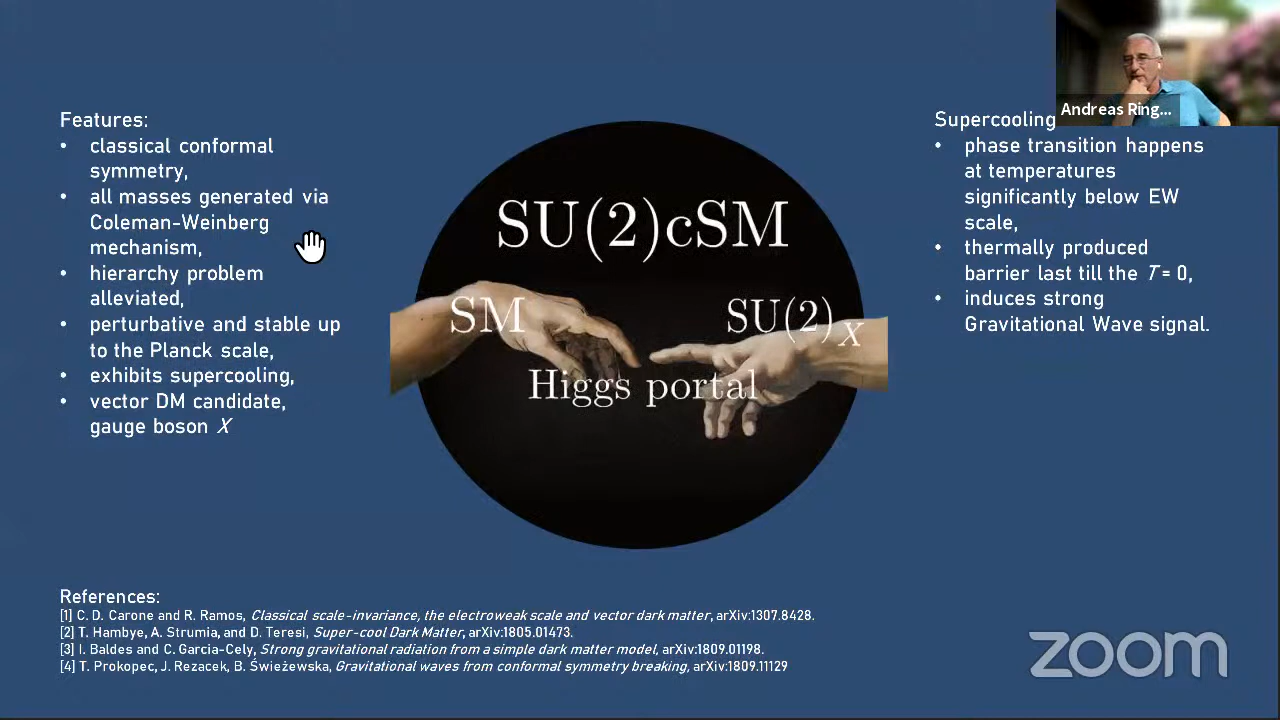 Features:
• classical conformal
symmetry,
• all masses generated via
Coleman-Weinberg
mechanism,
• hierarchy problem
alleviated,
• perturbative and stable up
to the Planck scale,
• exhibits supercooling,
• vector DM candidate,
gauge boson X
SU(2)cSM
SM
SU(2)X
Higgs portal
Andreas Ring...
Supercooling
• phase transition happens
at temperatures
significantly below EW
scale,
• thermally produced
barrier last till the T = 0,
• induces strong
Gravitational Wave signal.
References:
[1] C. D. Carone and R. Ramos, Classical scale-invariance, the electroweak scale and vector dark matter, arXiv:1307.8428.
[2] T. Hambye, A. Strumia, and D. Teresi, Super-cool Dark Matter, arXiv:1805.01473.
[3] I. Baldes and C. Garcia-Cely, Strong gravitational radiation from a simple dark matter model, arXiv:1809.01198.
[4] T. Prokopec, J. Rezacek, B. Świeżewska, Gravitational waves from conformal symmetry breaking, arXiv:1809.11129
zoom